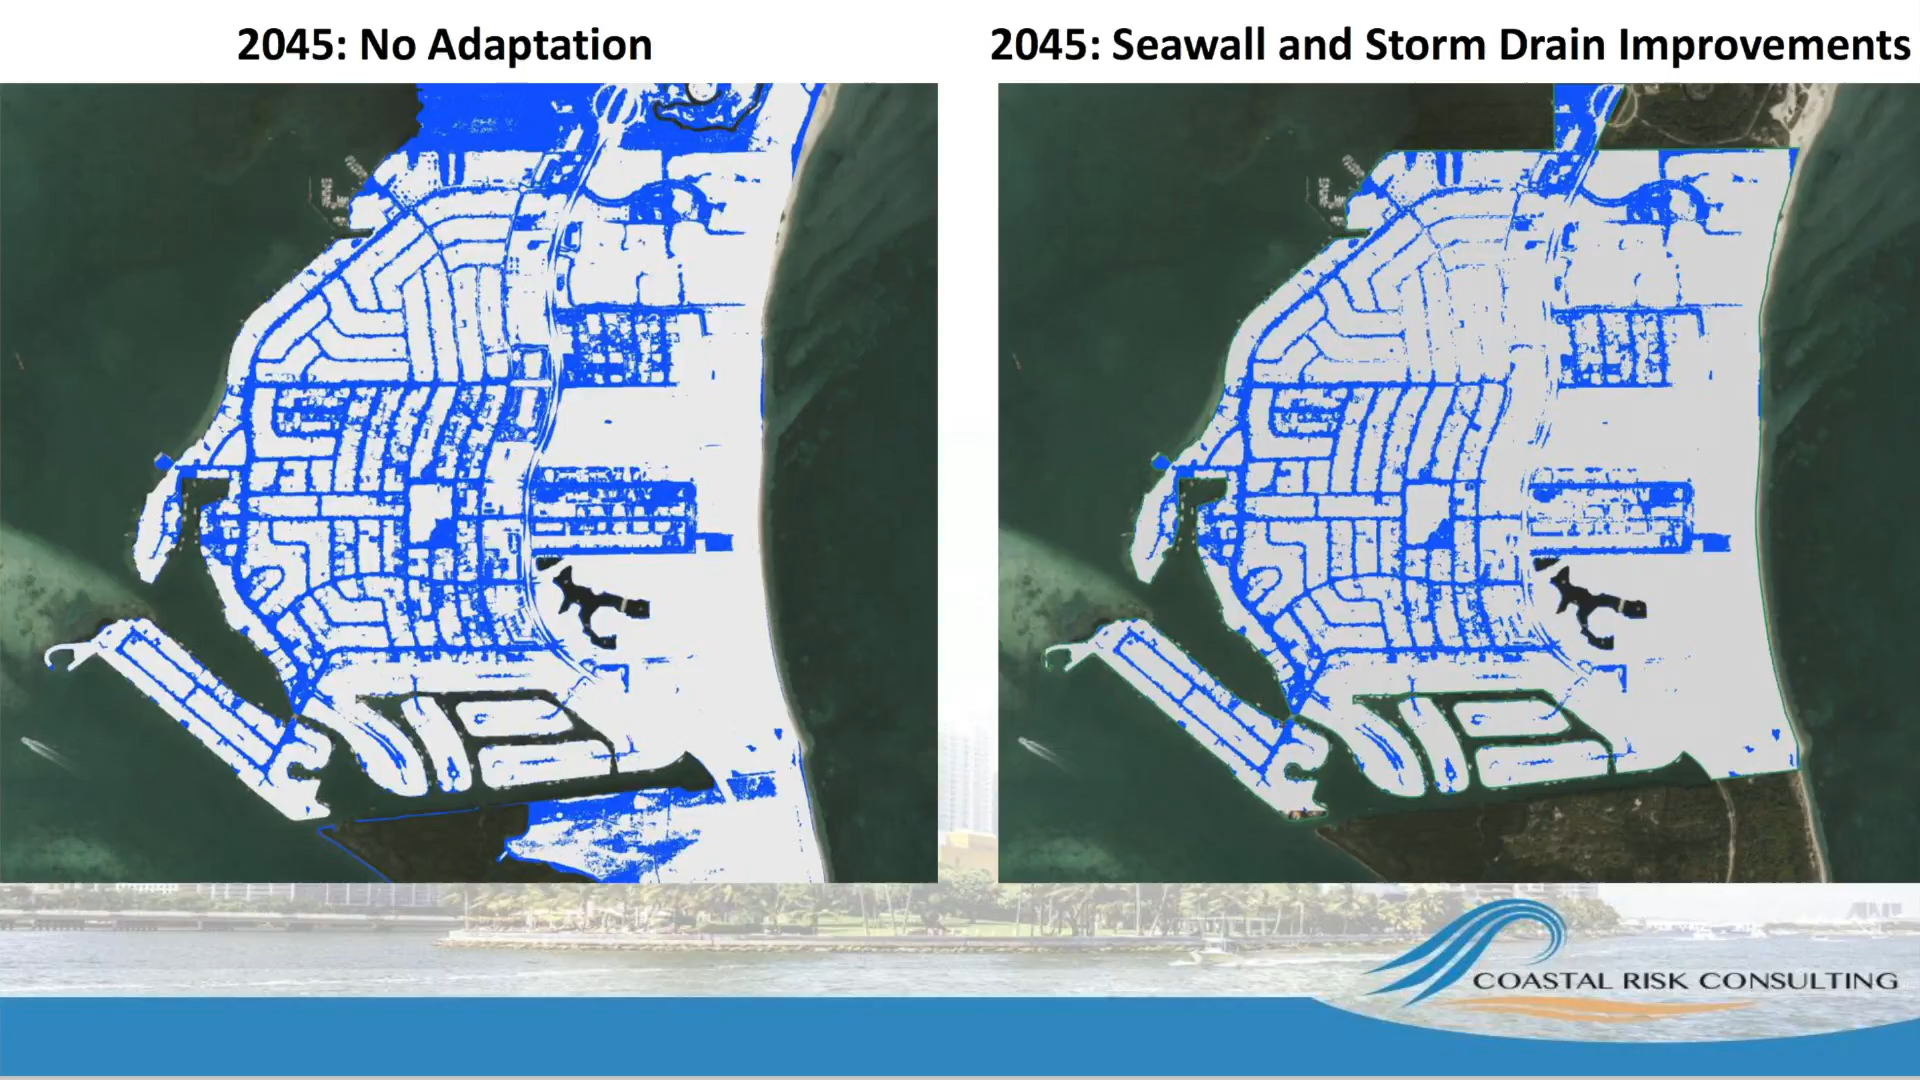 2045: No Adaptation
2045: Seawall and Storm Drain Improvements
COASTAL RISK CONSULTING